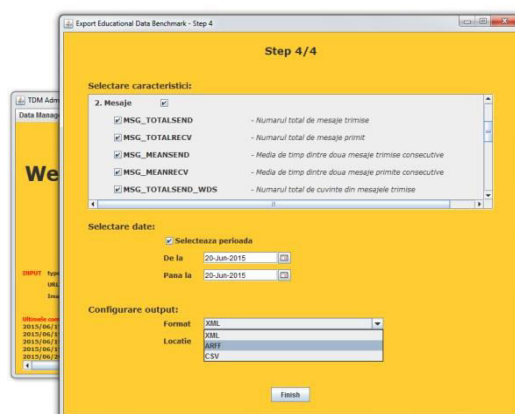 Export Educational Data Benchmark - Step 4
Step 4/4
Selectare caracteristici:
2. Mesaje
MSG_TOTALSEND - Numarul total de mesaje trimise
MSG_TOTALRECV - Numarul total de mesaje primit
MSG_MEANSEND - Media de timp dintre doua mesaje trimise consecutive
MSG_MEANRECV - Media de timp dintre doua mesaje primite consecutive
MSG_TOTALSEND_WDS - Numarul total de cuvinte din mesajele trimise
Selectare date:
Selecteaza perioada
De la 20-Jun-2015
Pana la 20-Jun-2015
Configurare output:
Format XML
XML
Locatie ARFF
CSV
Finish
TDM Adm
Data Manag
We
INPUT type
URL
Ultimele com
2015/06/1
2015/06/1
2015/06/1
2015/06/2